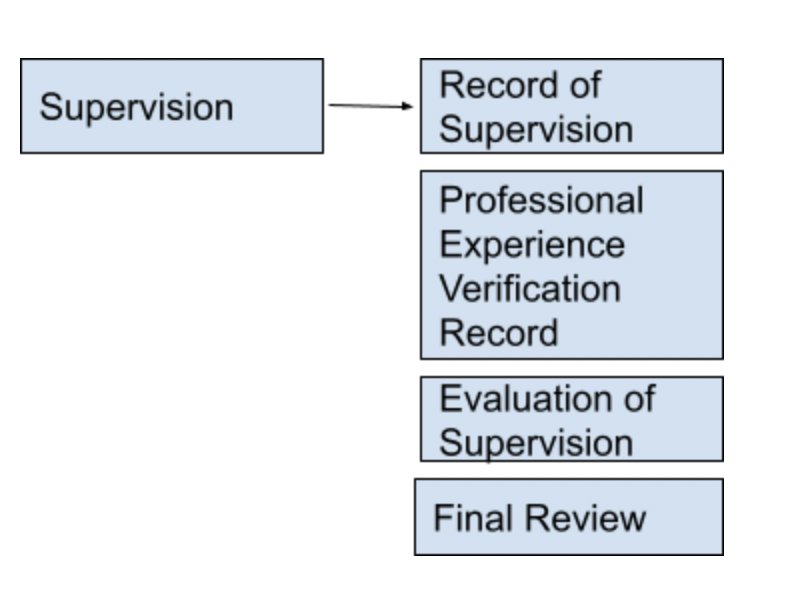 Supervision
Record of
Supervision
Professional
Experience
Verification
Record
Evaluation of
Supervision
Final Review